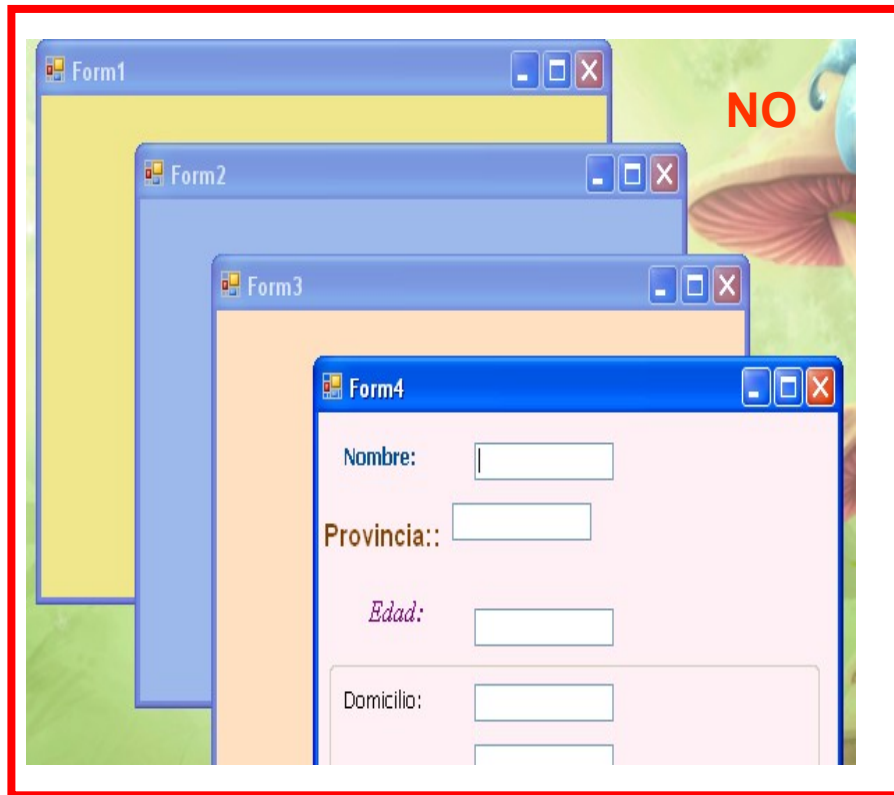 Form1
NO
Form2
Form3
Form4
Nombre:
Provincia::
Edad:
Domicilio: